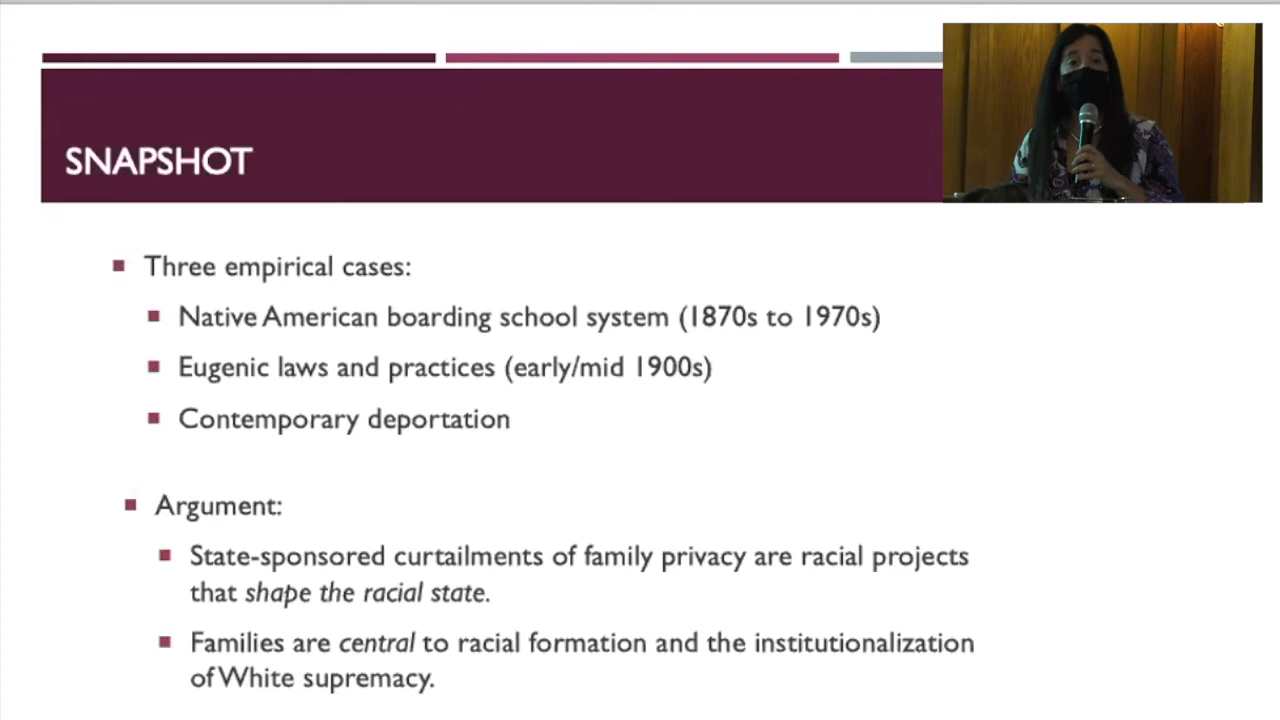 SNAPSHOT
Three empirical cases:
Native American boarding school system (1870s to 1970s)
Eugenic laws and practices (early/mid 1900s)
Contemporary deportation
Argument:
State-sponsored curtailments of family privacy are racial projects
that shape the racial state.
Families are central to racial formation and the institutionalization
of White supremacy.